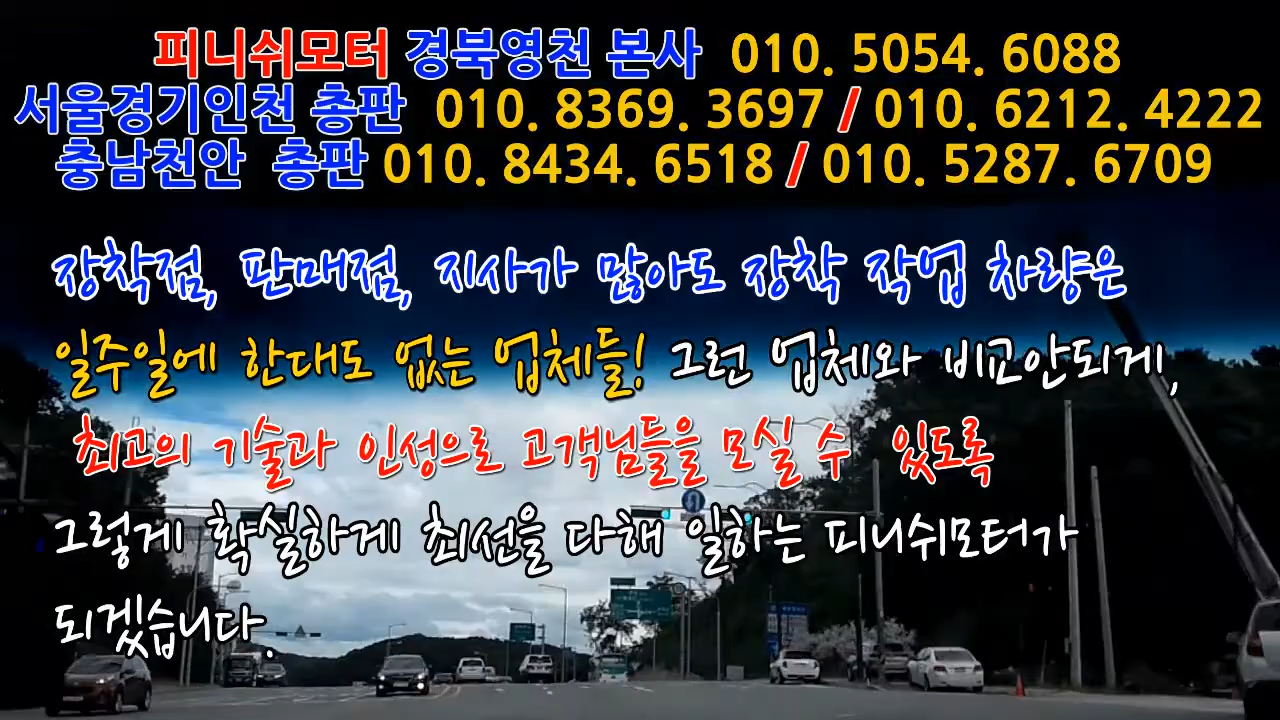 피니쉬모터 경북영천 본사 010. 5054. 6088
서울경기인천 총판 010. 8369. 3697 / 010. 6212. 4222
충남천안 총판 010. 8434. 6518 / 010. 5287. 6709
장착점, 판매점, 지사가 많아도 장착 작업 차량은
일주일에 한대도 없는 업체들! 그런 업체와 비교안되게,
최고의 기술과 인성으로 고객님들을 모실 수 있도록
그렇게 확실하게 최선을 다해 일하는 피니쉬모터가
되겠습니다.